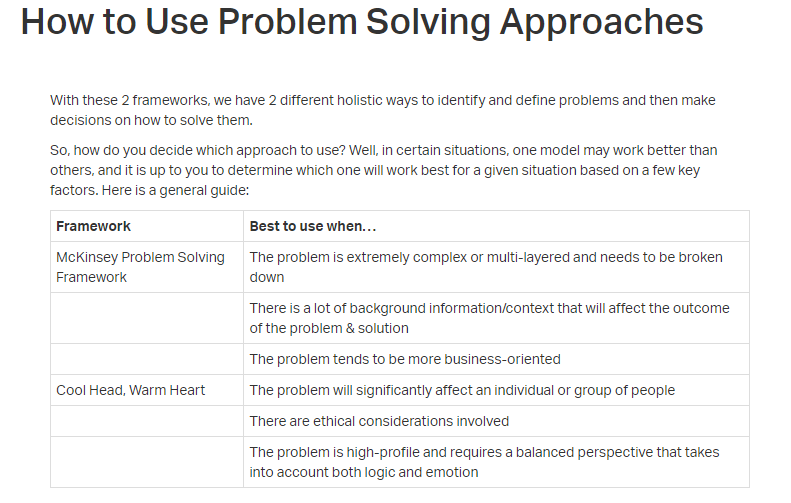 How to Use Problem Solving Approaches
With these 2 frameworks, we have 2 different holistic ways to identify and define problems and then make
decisions on how to solve them.
So, how do you decide which approach to use? Well, in certain situations, one model may work better than
others, and it is up to you to determine which one will work best for a given situation based on a few key
factors. Here is a general guide:
Framework Best to use when...
McKinsey Problem Solving The problem is extremely complex or multi-layered and needs to be broken
Framework down
There is a lot of background information/context that will affect the outcome
of the problem & solution
The problem tends to be more business-oriented
Cool Head, Warm Heart The problem will significantly affect an individual or group of people
There are ethical considerations involved
The problem is high-profile and requires a balanced perspective that takes
into account both logic and emotion